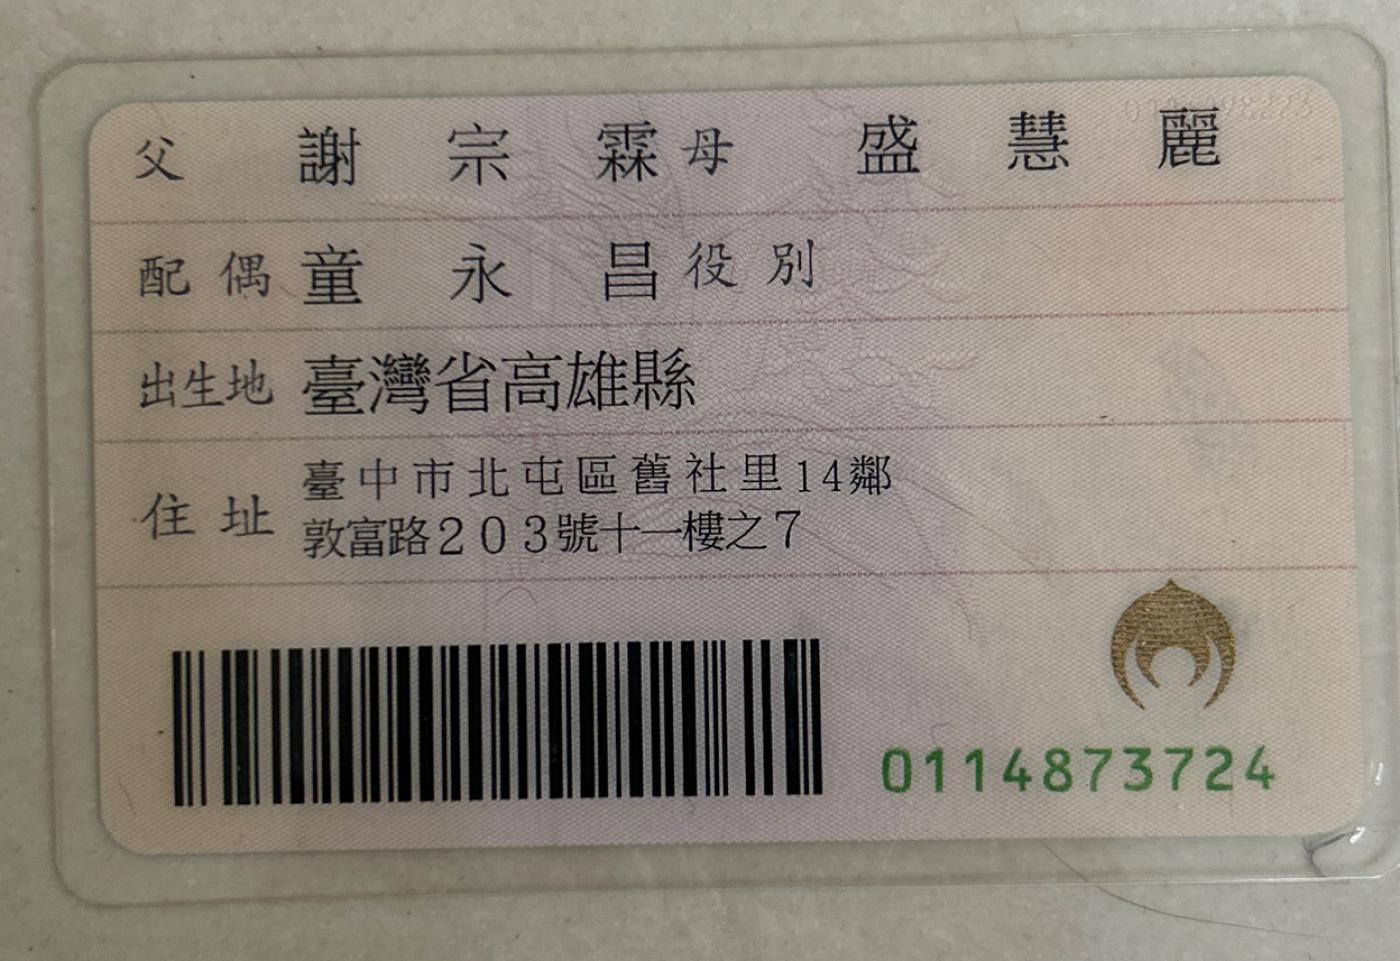 父 謝宗霖 母 盛慧麗
配偶 童永昌 役別
出生地 臺灣省高雄縣
住址 臺中市北屯區舊社里14鄰
敦富路203號十一樓之7
0114873724